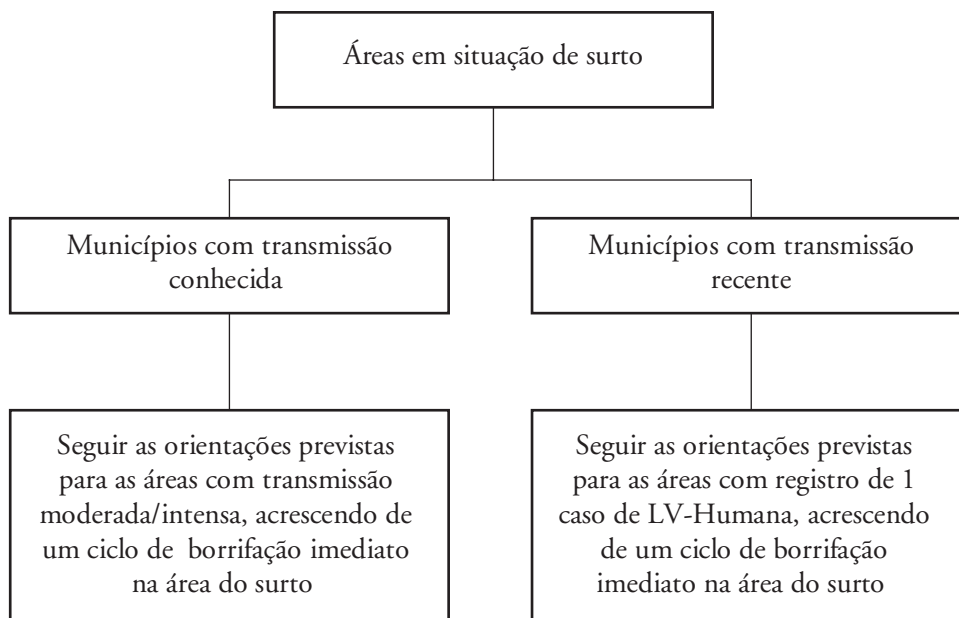 Áreas em situação de surto
Municípios com transmissão
conhecida
Municípios com transmissão
recente
Seguir as orientações previstas
para as áreas com transmissão
moderada/intensa, acrescendo de
um ciclo de borrifação imediato
na área do surto
Seguir as orientações previstas
para as áreas com registro de 1
caso de LV-Humana, acrescendo
de um ciclo de borrifação
imediato na área do surto